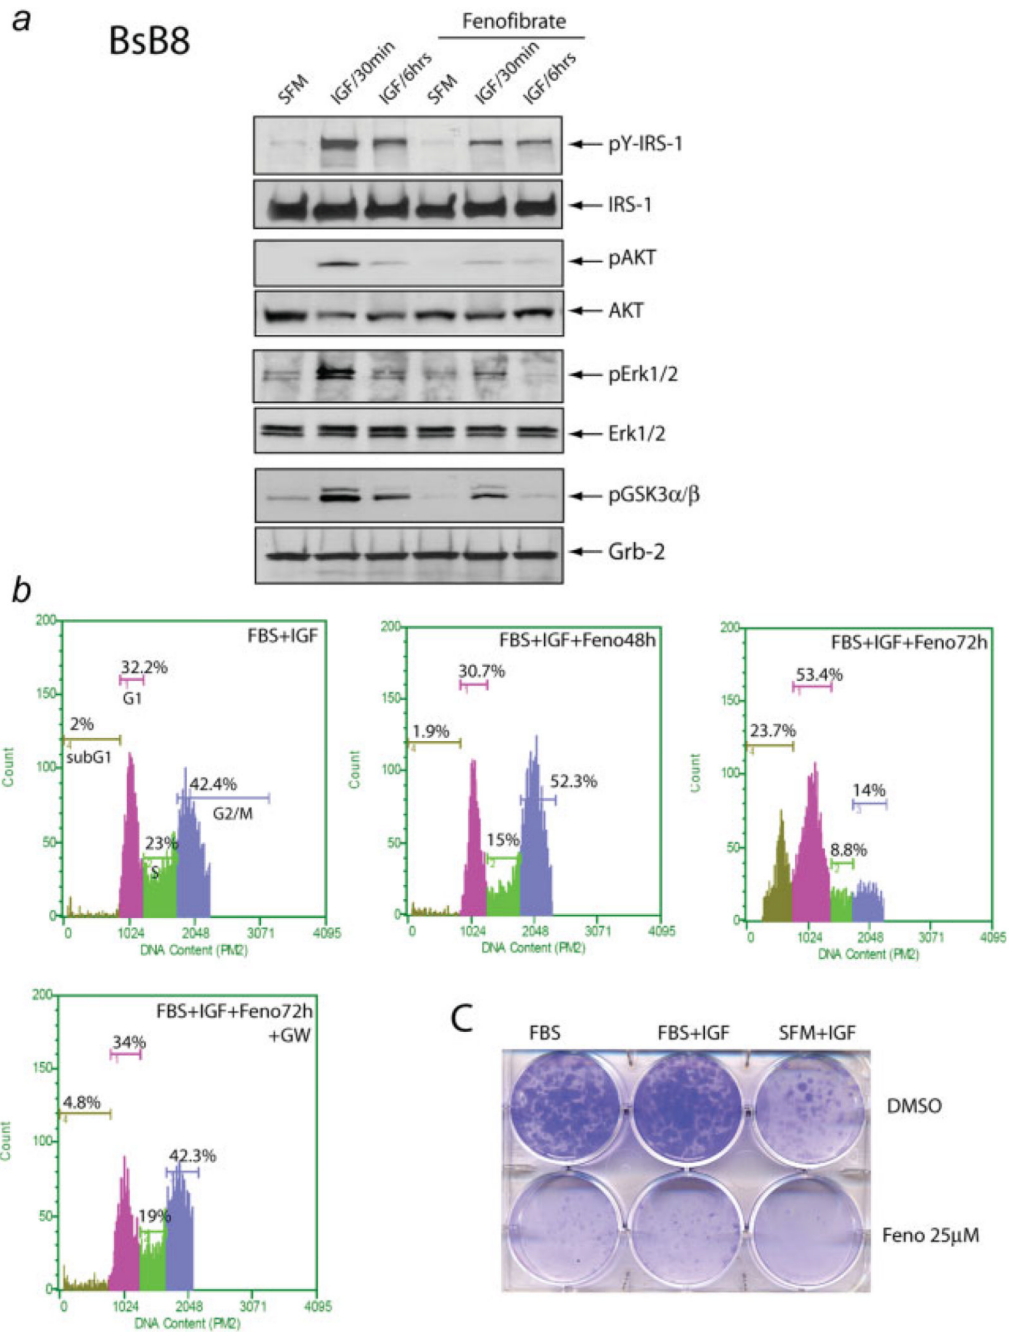 a
BsB8
Fenofibrate
SFM
IGF/30min
IGF/6hrs
SFM
IGF/30min
IGF/6hrs
pY-IRS-1
IRS-1
pAKT
AKT
pErk1/2
Erk1/2
pGSK3α/β
Grb-2
b
200
150
100
50
0
Count
FBS+IGF
32.2%
G1
2%
subG1
42.4%
G2/M
23%
S
0 1024 2048 3071 4095
DNA Content (PM2)
200
150
100
50
0
Count
FBS+IGF+Feno48h
30.7%
1.9%
52.3%
15%
0 1024 2048 3071 4095
DNA Content (PM2)
200
150
100
50
0
Count
FBS+IGF+Feno72h
53.4%
23.7%
14%
8.8%
0 1024 2048 3071 4095
DNA Content (PM2)
200
150
100
50
0
Count
FBS+IGF+Feno72h
+GW
34%
4.8%
42.3%
19%
0 1024 2048 3071 4095
DNA Content (PM2)
C
FBS FBS+IGF SFM+IGF
DMSO
Feno 25μM